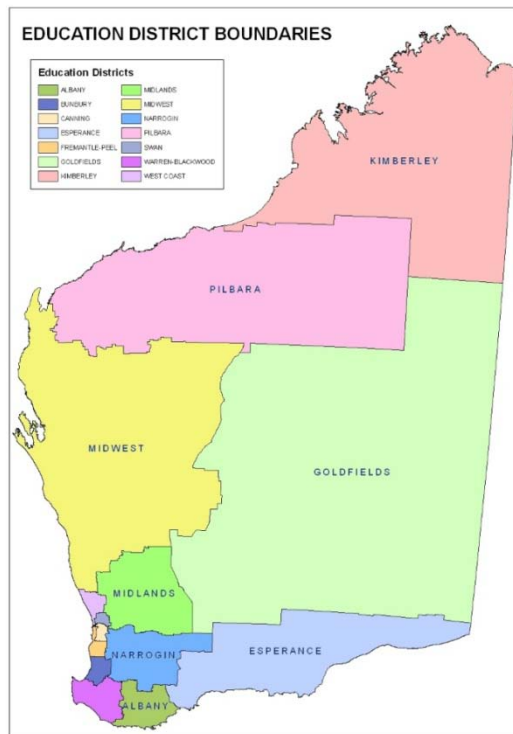 EDUCATION DISTRICT BOUNDARIES
Education Districts
ALBANY
BUNBURY
CANNING
ESPERANCE
FREMANTLE-PEEL
GOLDFIELDS
KIMBERLEY
MIDLANDS
MIDWEST
NARROGIN
PILBARA
SWAN
WARREN-BLACKWOOD
WEST COAST
KIMBERLEY
PILBARA
MIDWEST
GOLDFIELDS
MIDLANDS
NARROGIN
ESPERANCE
ALBANY